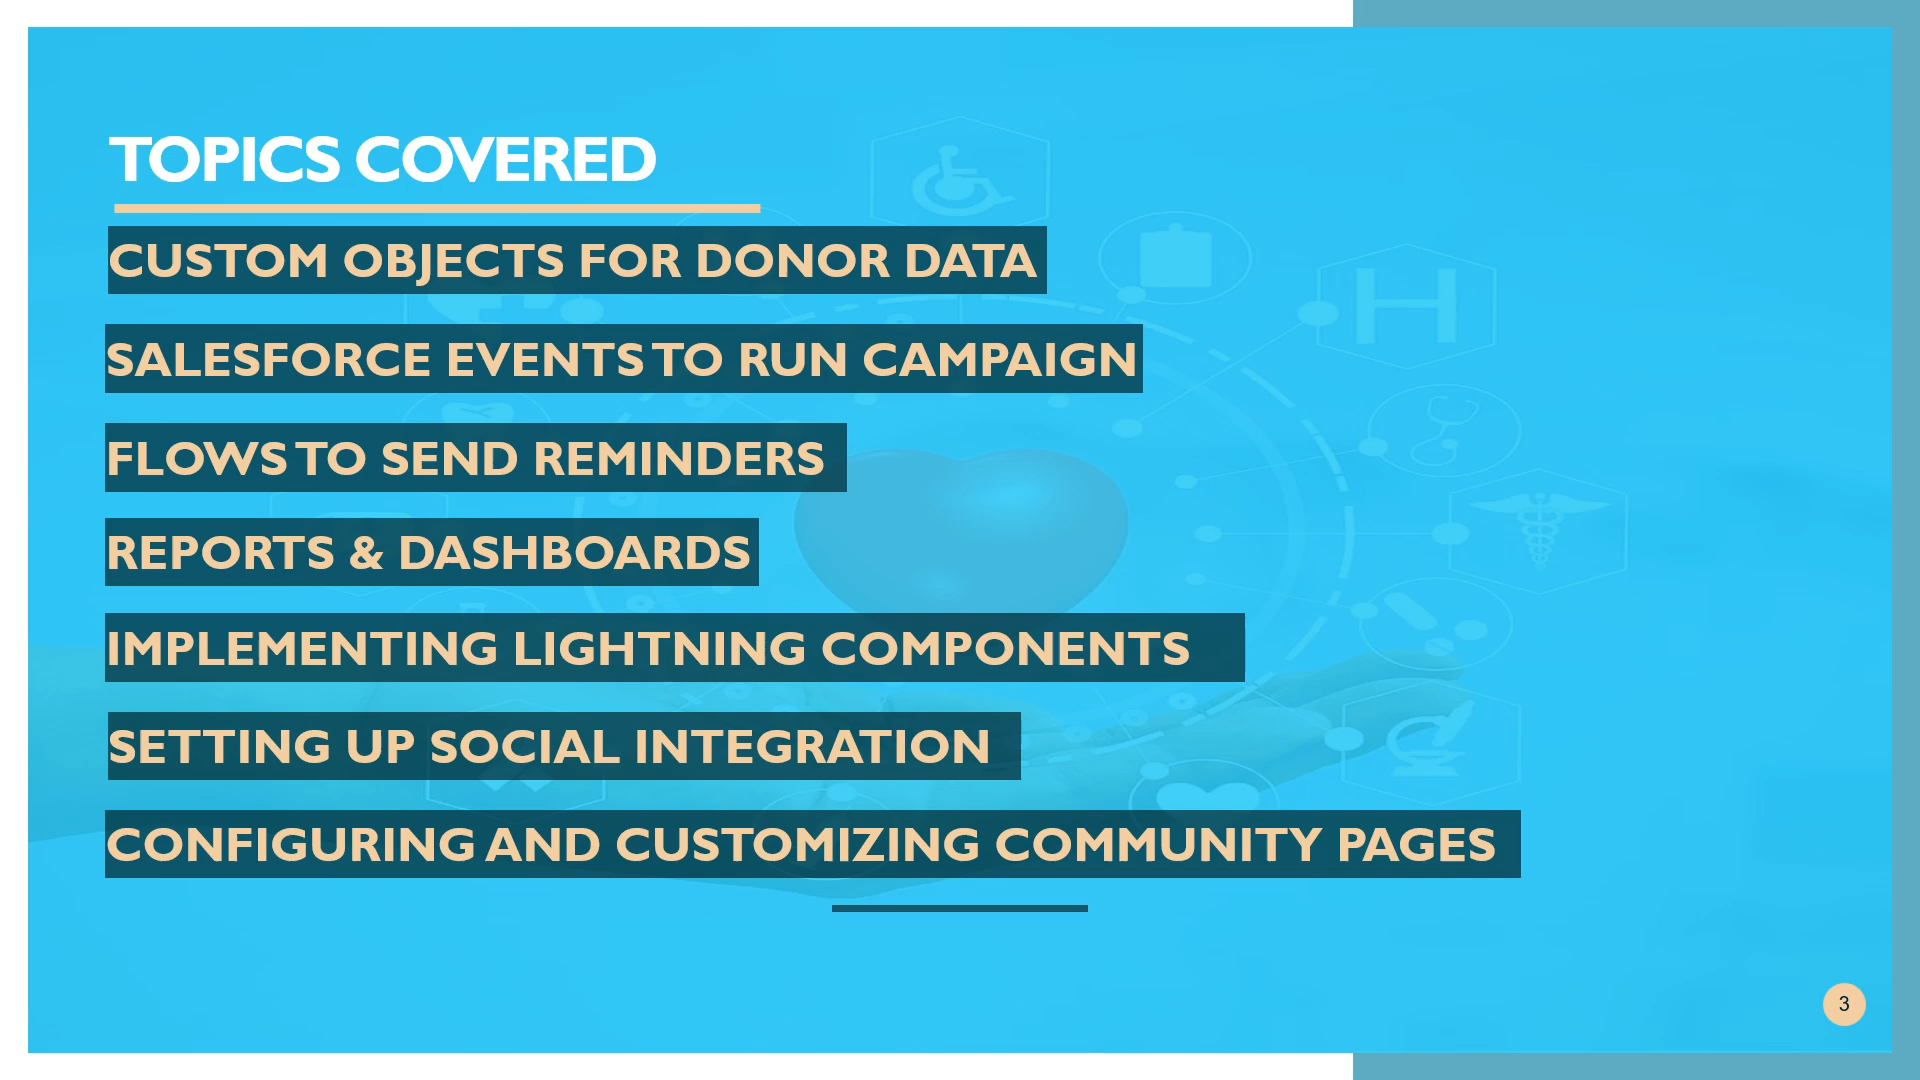 TOPICS COVERED
CUSTOM OBJECTS FOR DONOR DATA
SALESFORCE EVENTS TO RUN CAMPAIGN
FLOWS TO SEND REMINDERS
REPORTS & DASHBOARDS
IMPLEMENTING LIGHTNING COMPONENTS
SETTING UP SOCIAL INTEGRATION
CONFIGURING AND CUSTOMIZING COMMUNITY PAGES
3